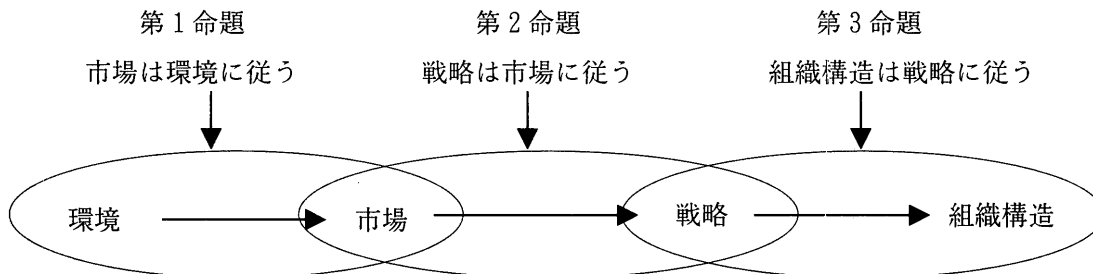 第1命題 第2命題 第3命題
市場は環境に従う 戦略は市場に従う 組織構造は戦略に従う
環境 市場 戦略 組織構造